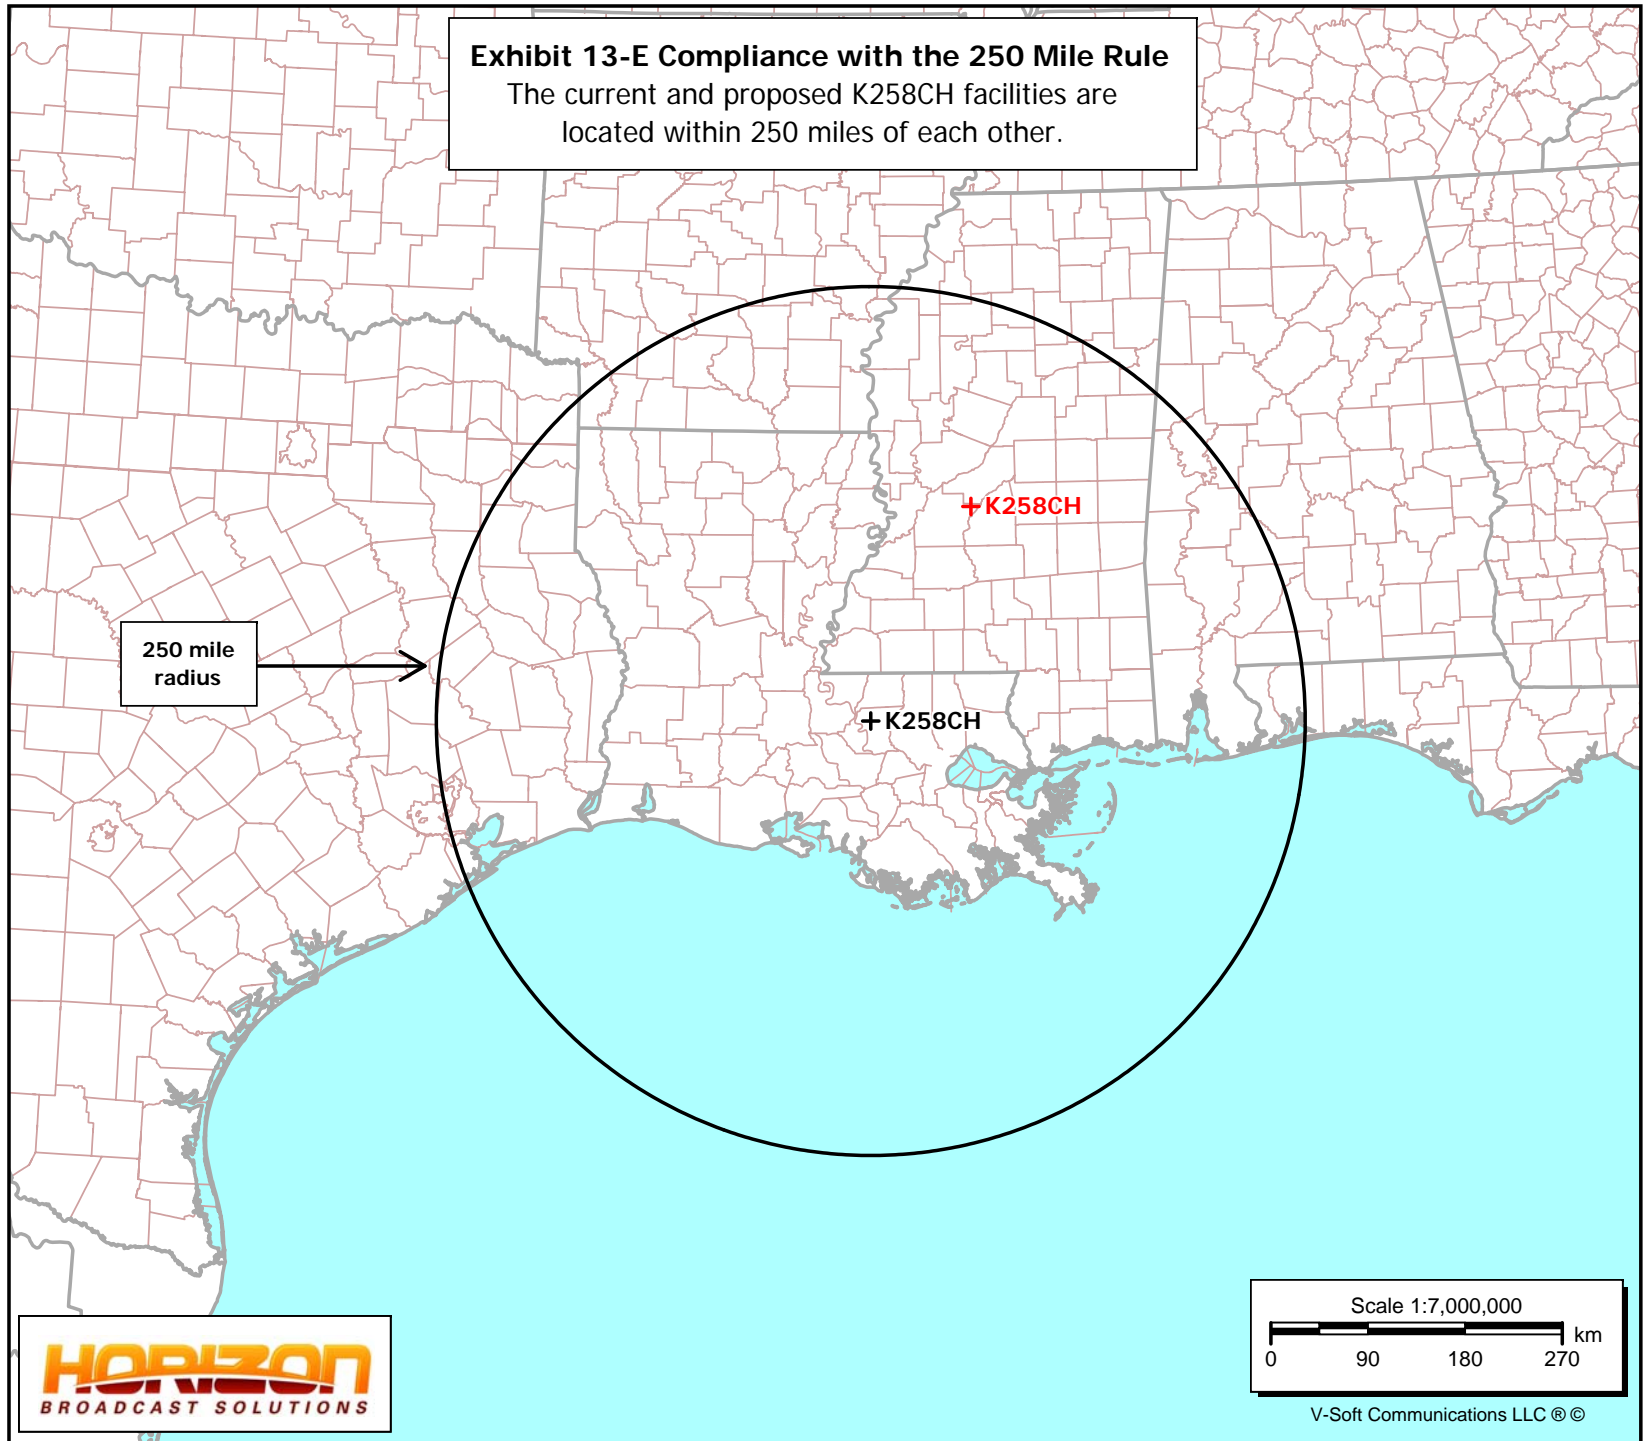 Exhibit 13-E Compliance with the 250 Mile Rule
The current and proposed K258CH facilities are
located within 250 miles of each other.
K258CH
250 mile
radius
K258CH
Scale 1:7,000,000
km
0 90 180 270
HORIZON
BROADCAST SOLUTIONS
V-Soft Communications LLC ® ©